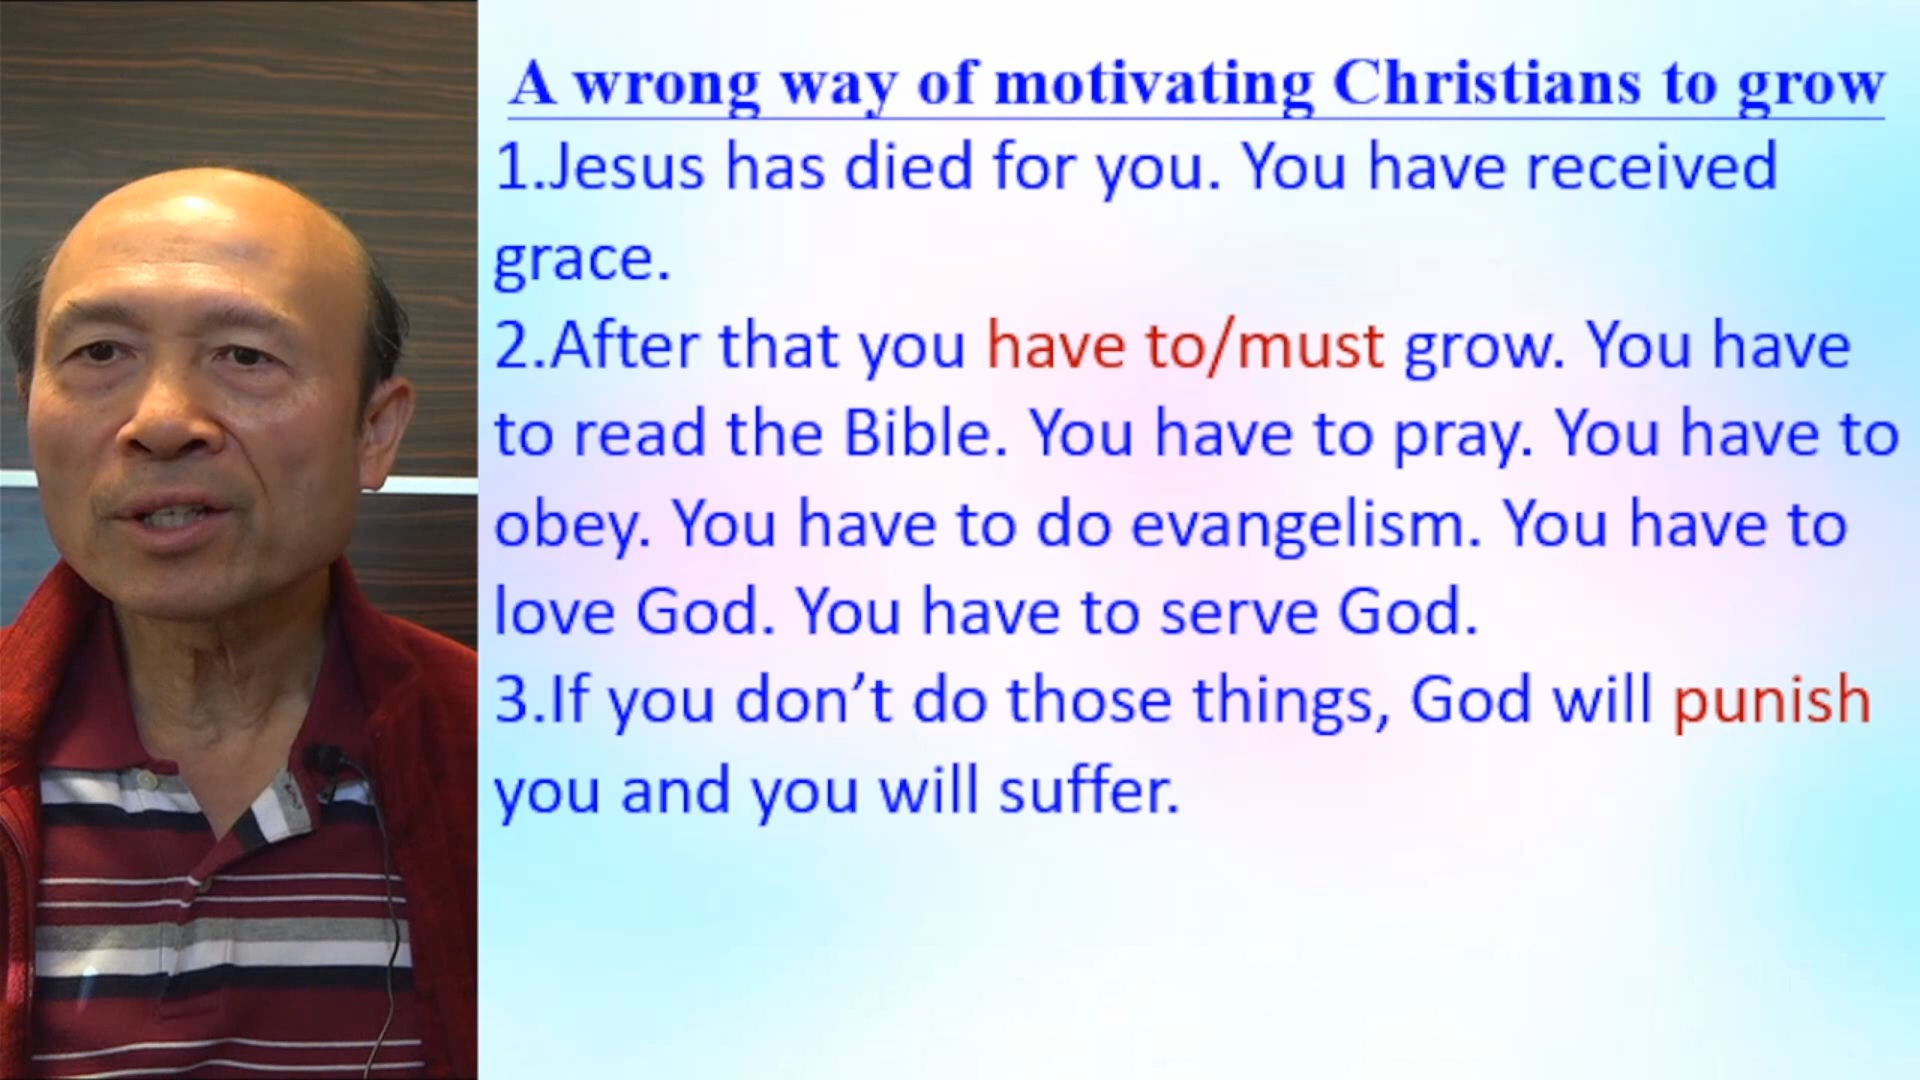 A wrong way of motivating Christians to grow
1.Jesus has died for you. You have received
grace.
2.After that you have to/must grow. You have
to read the Bible. You have to pray. You have to
obey. You have to do evangelism. You have to
love God. You have to serve God.
3.If you don’t do those things, God will punish
you and you will suffer.